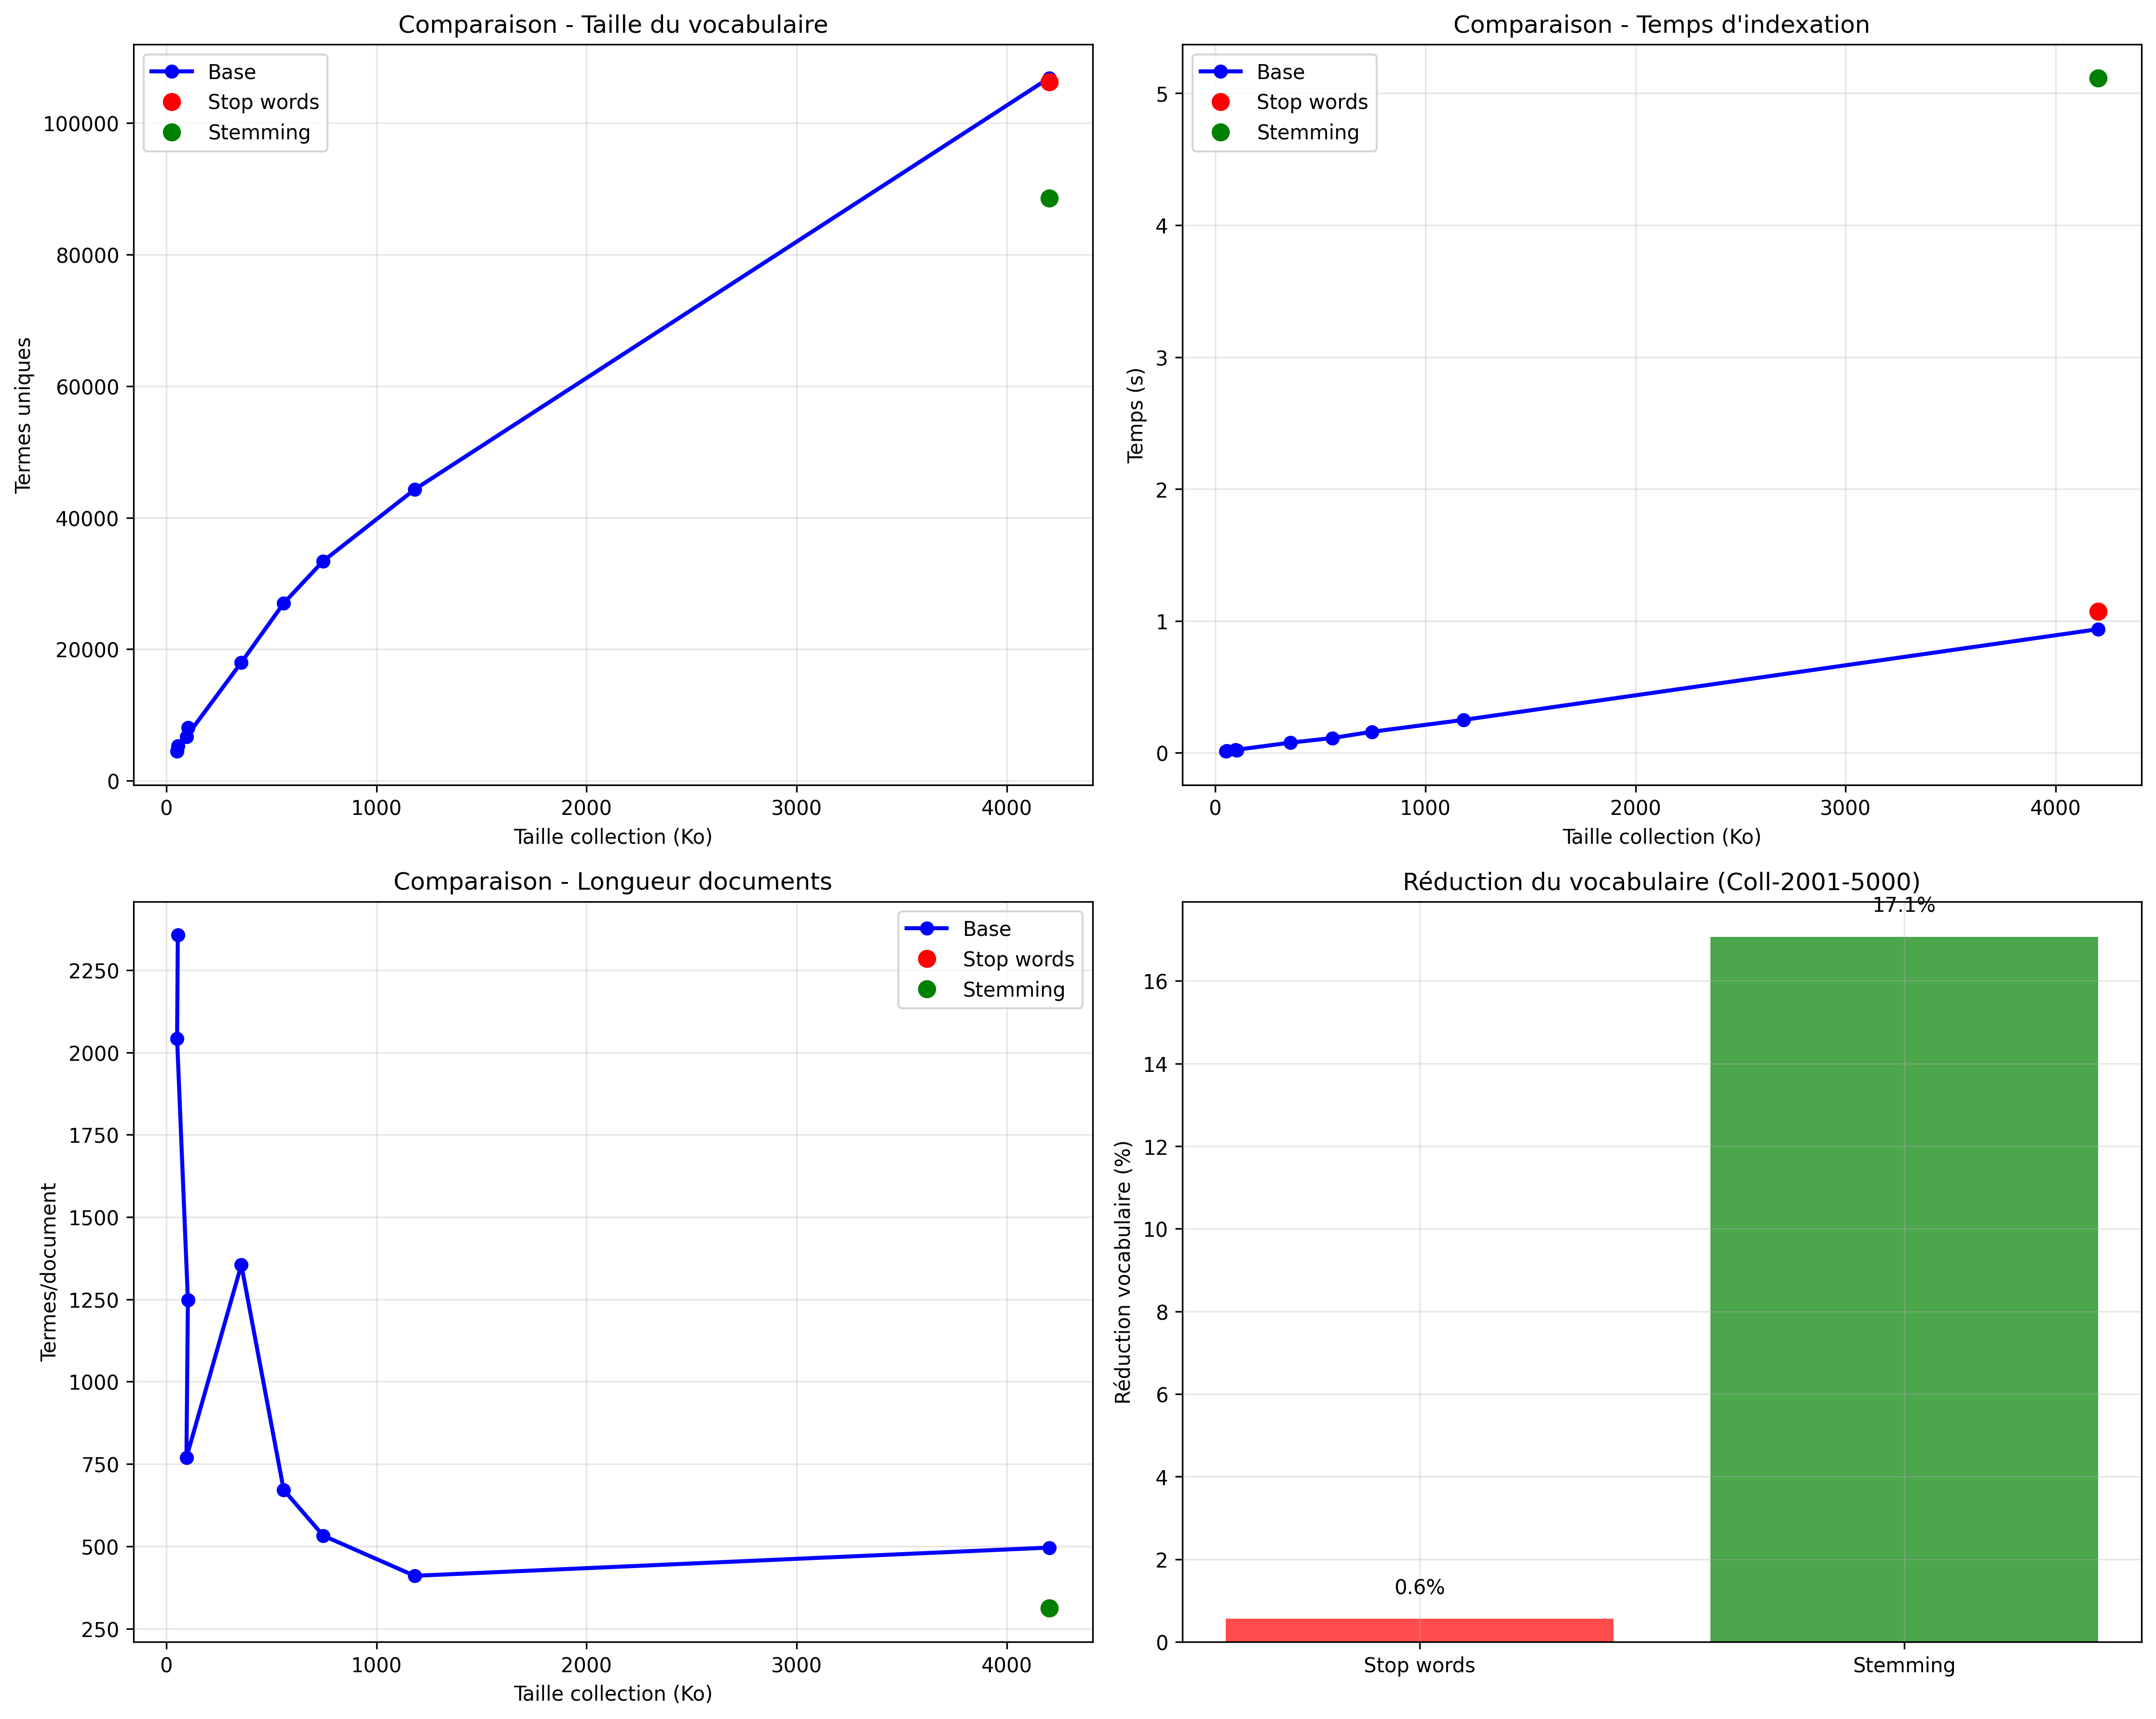 Comparaison - Taille du vocabulaire
Base
Stop words
Stemming
100000
80000
60000
40000
20000
0
Termes uniques
0 1000 2000 3000 4000
Taille collection (Ko)
Comparaison - Temps d'indexation
Base
Stop words
Stemming
5
4
3
2
1
0
Temps (s)
0 1000 2000 3000 4000
Taille collection (Ko)
Comparaison - Longueur documents
Base
Stop words
Stemming
2250
2000
1750
1500
1250
1000
750
500
250
Termes/document
0 1000 2000 3000 4000
Taille collection (Ko)
Réduction du vocabulaire (Coll-2001-5000)
17.1%
16
14
12
10
8
6
4
2
0
Réduction vocabulaire (%)
0.6%
Stop words Stemming